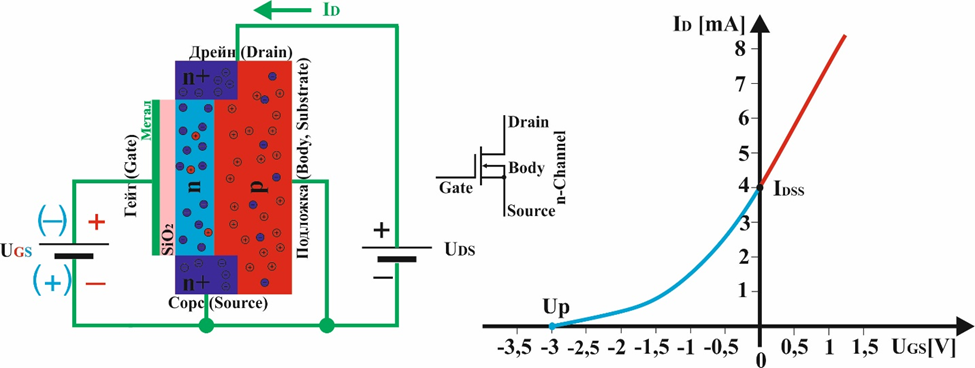 ID
Дрейн (Drain)
n+
Метал
Гейт (Gate)
SiO2
n
p
Подложка (Body, Substrate)
(–) +
UGS
(+) –
+
UDS
–
n+
Сорс (Source)
Drain
Body
Gate
Source
n-Channel
ID [mA]
8
7
6
5
4
IDSS
3
2
1
Up
-3,5 -3 -2,5 -2 -1,5 -1 -0,5 0 0,5 1 1,5 UGS[V]